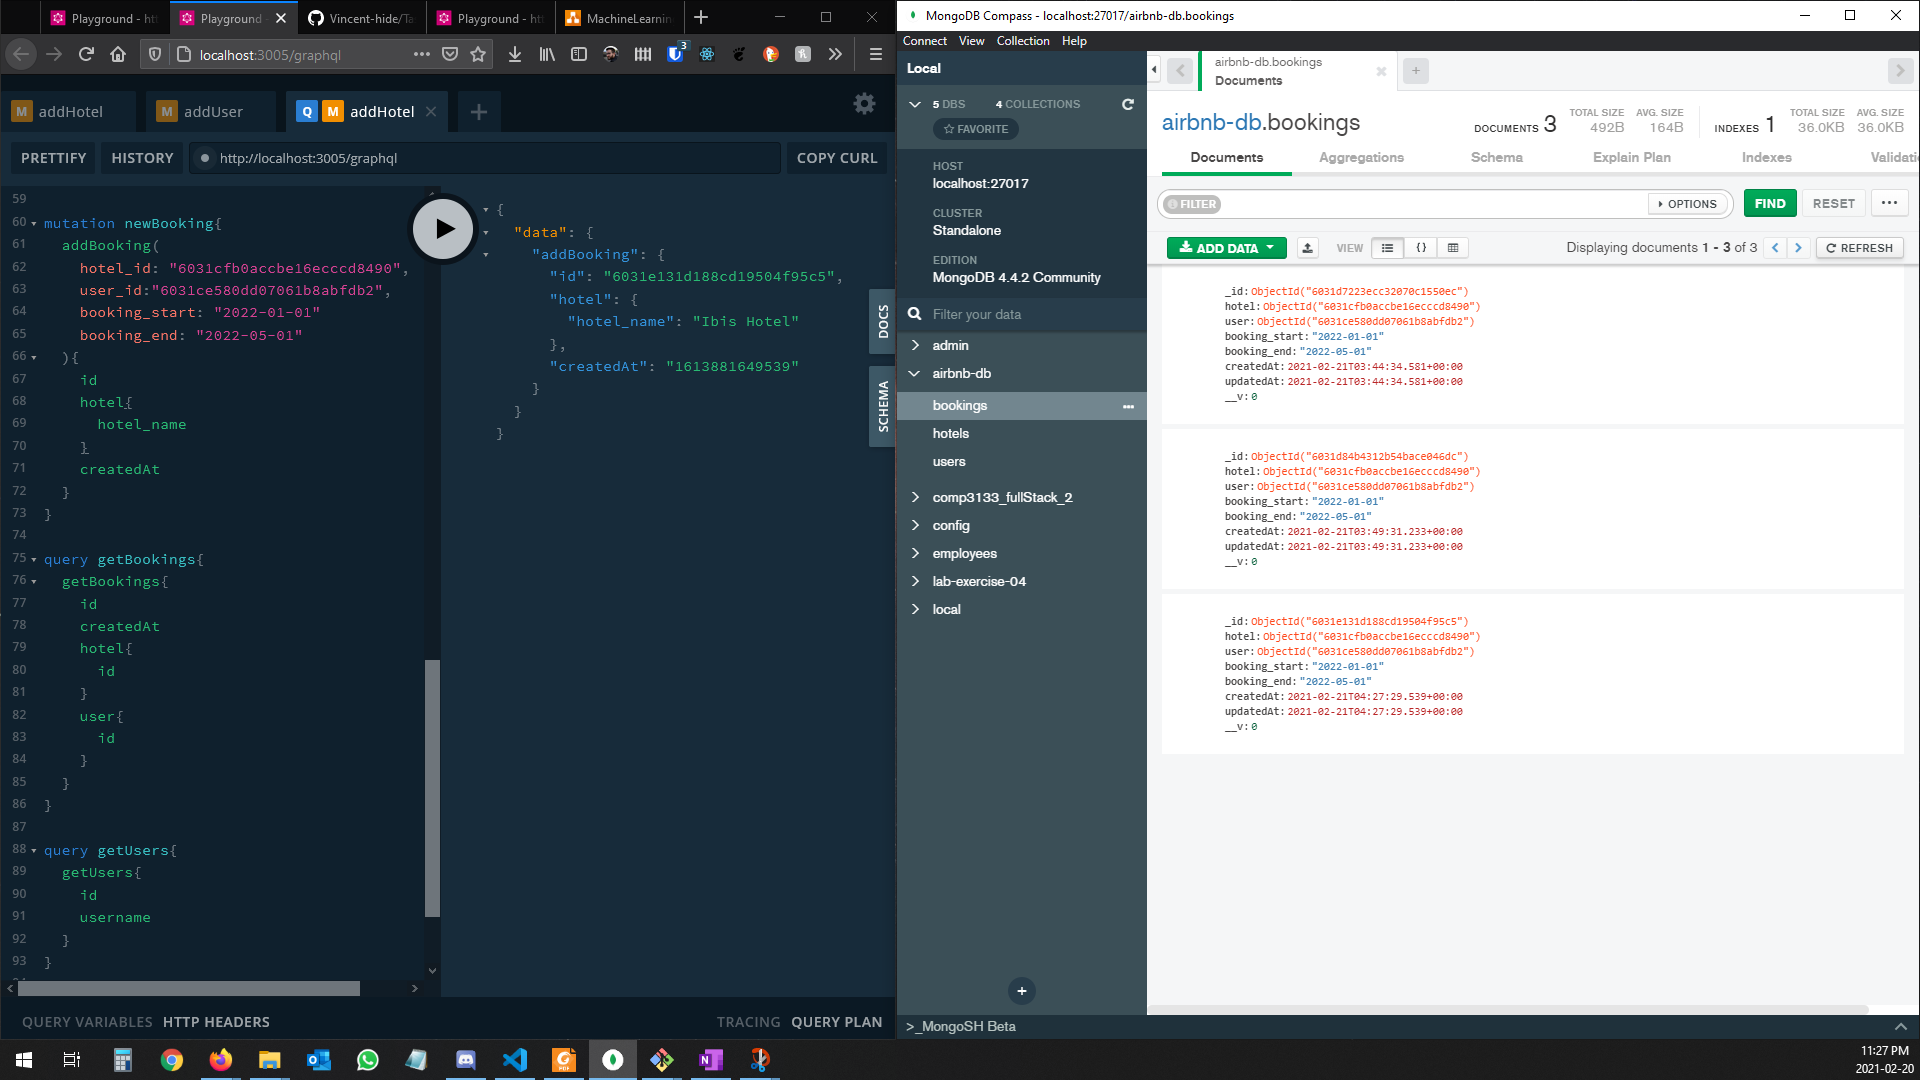 Playground - ht
Playground -
Vincent-hide/Ta
Playground - ht
MachineLearnin
localhost:3005/graphql
3
M addHotel
M addUser
Q M addHotel
PRETTIFY
HISTORY
http://localhost:3005/graphql
COPY CURL
59
60 mutation newBooking{
61 addBooking(
62 hotel_id: "6031cfb0accbe16ecccd8490",
63 user_id:"6031ce580dd07061b8abfdb2",
64 booking_start: "2022-01-01"
65 booking_end: "2022-05-01"
66 ){
67 id
68 hotel{
69 hotel_name
70 }
71 createdAt
72 }
73 }
74
75 query getBookings{
76 getBookings{
77 id
78 createdAt
79 hotel{
80 id
81 }
82 user{
83 id
84 }
85 }
86 }
87
88 query getUsers{
89 getUsers{
90 id
91 username
92 }
93 }
{
"data": {
"addBooking": {
"id": "6031e131d188cd19504f95c5",
"hotel": {
"hotel_name": "Ibis Hotel"
},
"createdAt": "1613881649539"
}
}
}
DOCS
SCHEMA
QUERY VARIABLES HTTP HEADERS
TRACING QUERY PLAN
MongoDB Compass - localhost:27017/airbnb-db.bookings
Connect View Collection Help
Local
5 DBS 4 COLLECTIONS
FAVORITE
HOST
localhost:27017
CLUSTER
Standalone
EDITION
MongoDB 4.4.2 Community
Filter your data
admin
airbnb-db
bookings
hotels
users
comp3133_fullStack_2
config
employees
lab-exercise-04
local
>_MongoSH Beta
airbnb-db.bookings
Documents
airbnb-db.bookings
DOCUMENTS 3
TOTAL SIZE
492B
AVG. SIZE
164B
INDEXES 1
TOTAL SIZE
36.0KB
AVG. SIZE
36.0KB
Documents Aggregations Schema Explain Plan Indexes Validati
FILTER
OPTIONS
FIND
RESET
ADD DATA
VIEW
{}
Displaying documents 1 - 3 of 3
REFRESH
_id: ObjectId("6031d7223ecc32070c1550ec")
hotel: ObjectId("6031cfb0accbe16ecccd8490")
user: ObjectId("6031ce580dd07061b8abfdb2")
booking_start: "2022-01-01"
booking_end: "2022-05-01"
createdAt: 2021-02-21T03:44:34.581+00:00
updatedAt: 2021-02-21T03:44:34.581+00:00
__v: 0
_id: ObjectId("6031d84b4312b54bace046dc")
hotel: ObjectId("6031cfb0accbe16ecccd8490")
user: ObjectId("6031ce580dd07061b8abfdb2")
booking_start: "2022-01-01"
booking_end: "2022-05-01"
createdAt: 2021-02-21T03:49:31.233+00:00
updatedAt: 2021-02-21T03:49:31.233+00:00
__v: 0
_id: ObjectId("6031e131d188cd19504f95c5")
hotel: ObjectId("6031cfb0accbe16ecccd8490")
user: ObjectId("6031ce580dd07061b8abfdb2")
booking_start: "2022-01-01"
booking_end: "2022-05-01"
createdAt: 2021-02-21T04:27:29.539+00:00
updatedAt: 2021-02-21T04:27:29.539+00:00
__v: 0
11:27 PM
2021-02-20